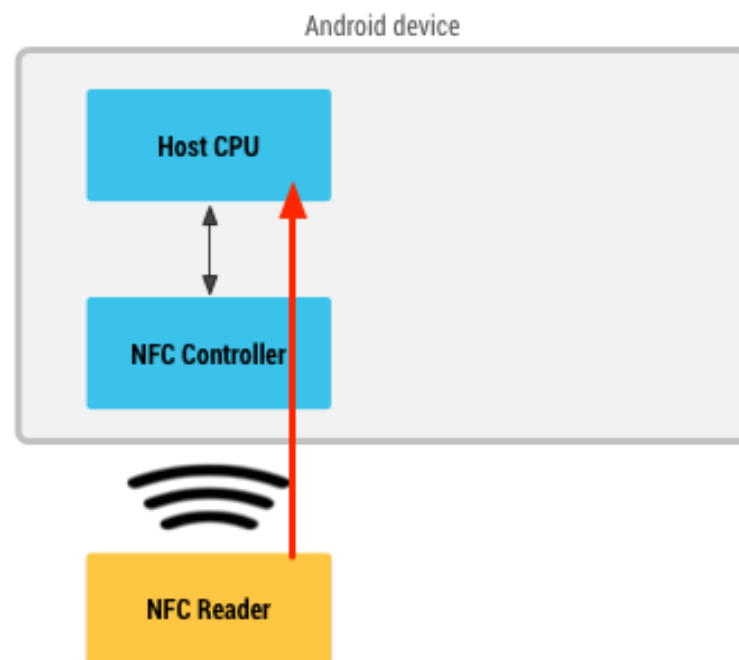 Android device
Host CPU
NFC Controller
NFC Reader